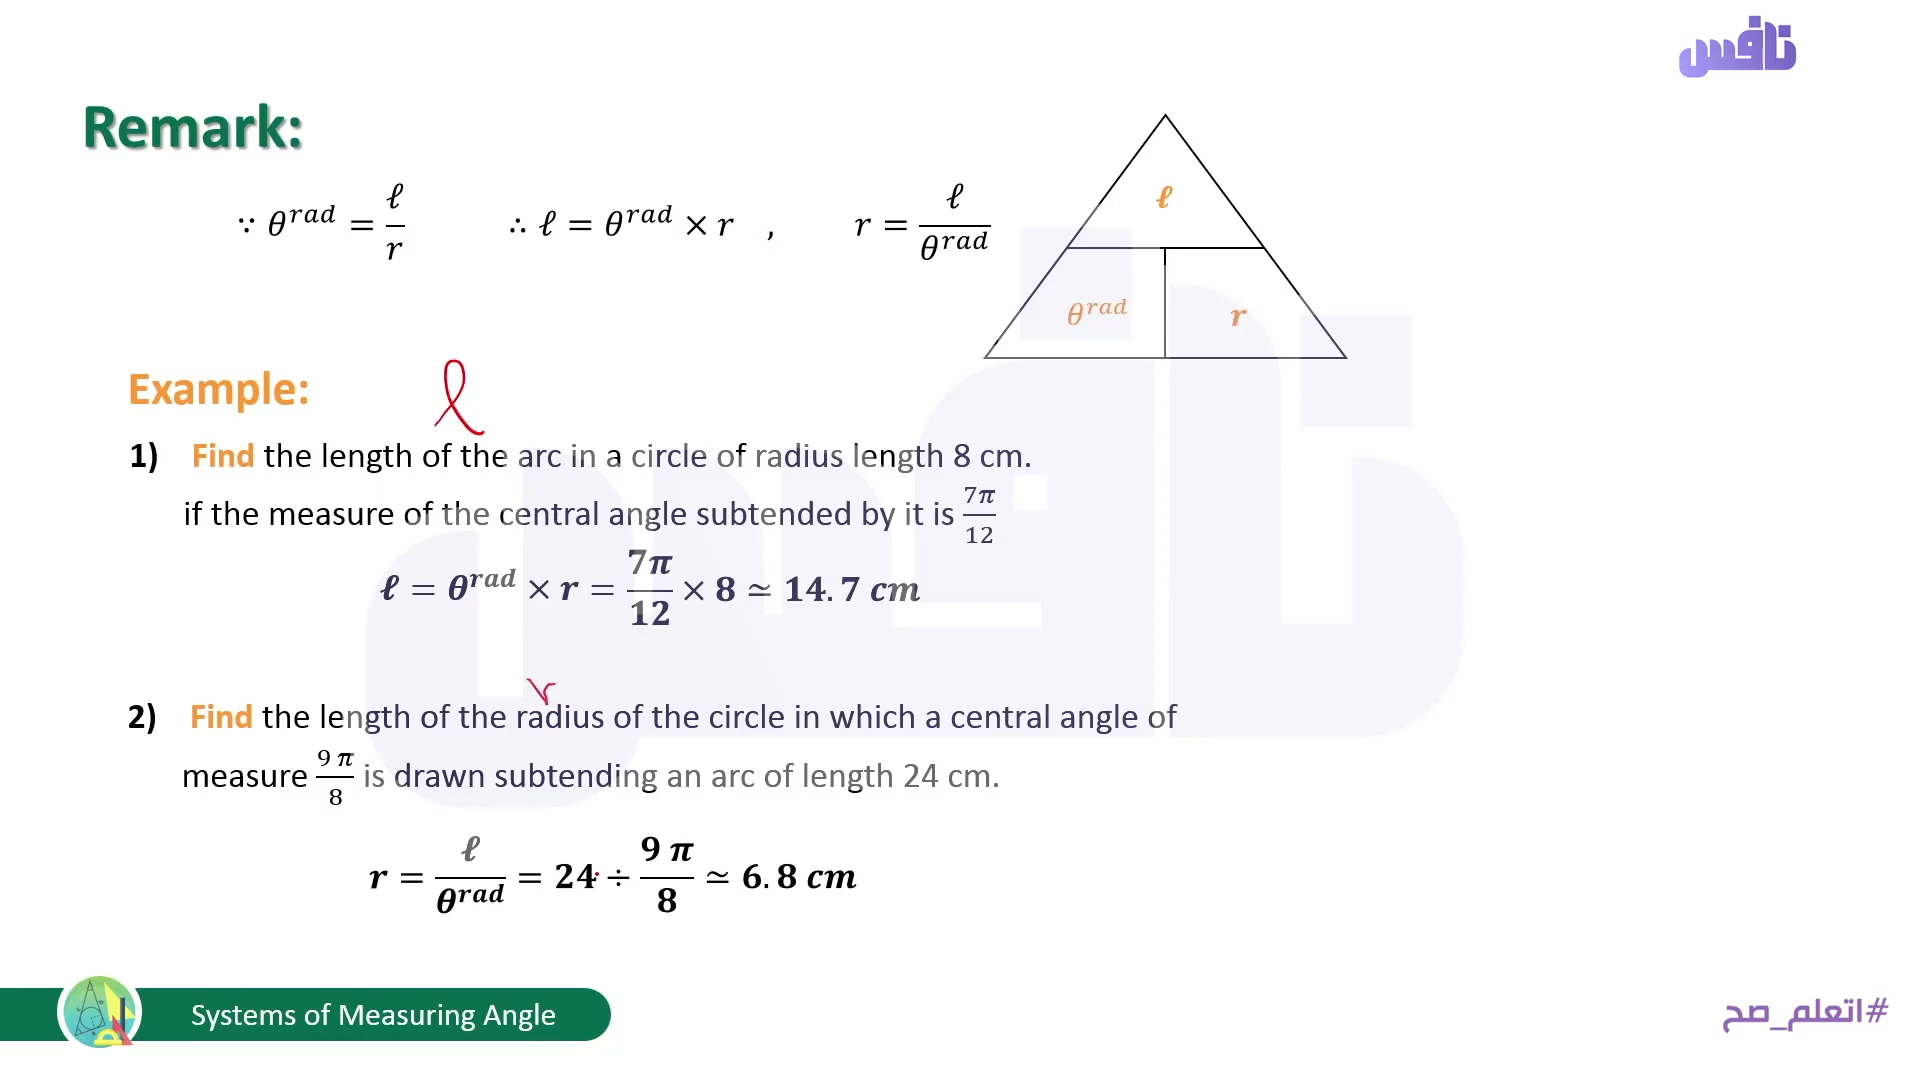 نافس
Remark:
∵ θ^rad = ℓ/r ∴ ℓ = θ^rad × r , r = ℓ/θ^rad
ℓ
θ^rad r
Example:
ℓ
1) Find the length of the arc in a circle of radius length 8 cm.
if the measure of the central angle subtended by it is 7π/12
ℓ = θ^rad × r = 7π/12 × 8 ≃ 14.7 cm
r
2) Find the length of the radius of the circle in which a central angle of
measure 9 π/8 is drawn subtending an arc of length 24 cm.
r = ℓ/θ^rad = 24 ÷ 9 π/8 ≃ 6.8 cm
Systems of Measuring Angle
#اتعلم_صح